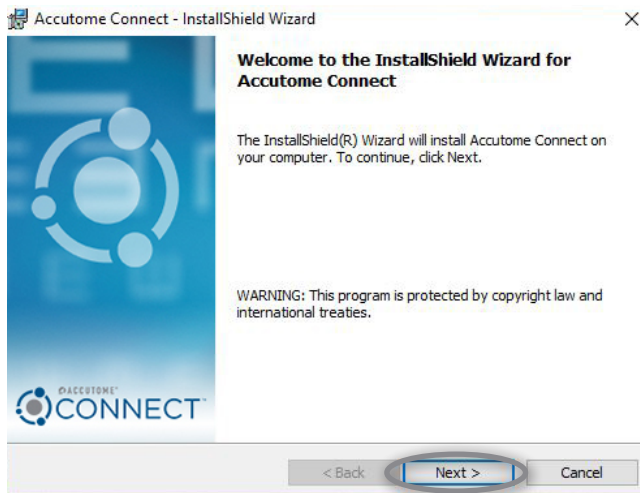 Accutome Connect - InstallShield Wizard
Welcome to the InstallShield Wizard for
Accutome Connect
The InstallShield(R) Wizard will install Accutome Connect on
your computer. To continue, click Next.
WARNING: This program is protected by copyright law and
international treaties.
ACCUTOME™
CONNECT™
< Back
Next >
Cancel